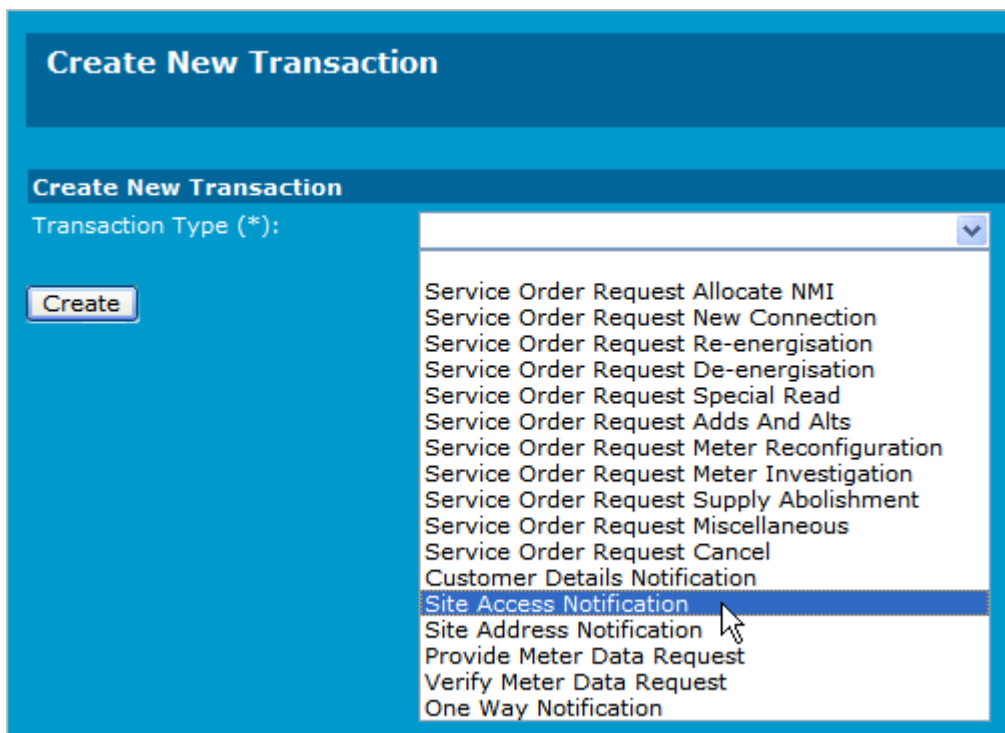 Create New Transaction
Create New Transaction
Transaction Type (*):
Create
Service Order Request Allocate NMI
Service Order Request New Connection
Service Order Request Re-energisation
Service Order Request De-energisation
Service Order Request Special Read
Service Order Request Adds And Alts
Service Order Request Meter Reconfiguration
Service Order Request Meter Investigation
Service Order Request Supply Abolishment
Service Order Request Miscellaneous
Service Order Request Cancel
Customer Details Notification
Site Access Notification
Site Address Notification
Provide Meter Data Request
Verify Meter Data Request
One Way Notification